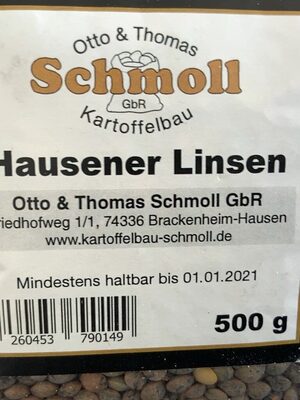 Otto & Thomas
Schmoll
GbR
Kartoffelbau
Hausener Linsen
Otto & Thomas Schmoll GbR
riedhofweg 1/1, 74336 Brackenheim-Hausen
www.kartoffelbau-schmoll.de
Mindestens haltbar bis 01.01.2021
260453 790149
500 g